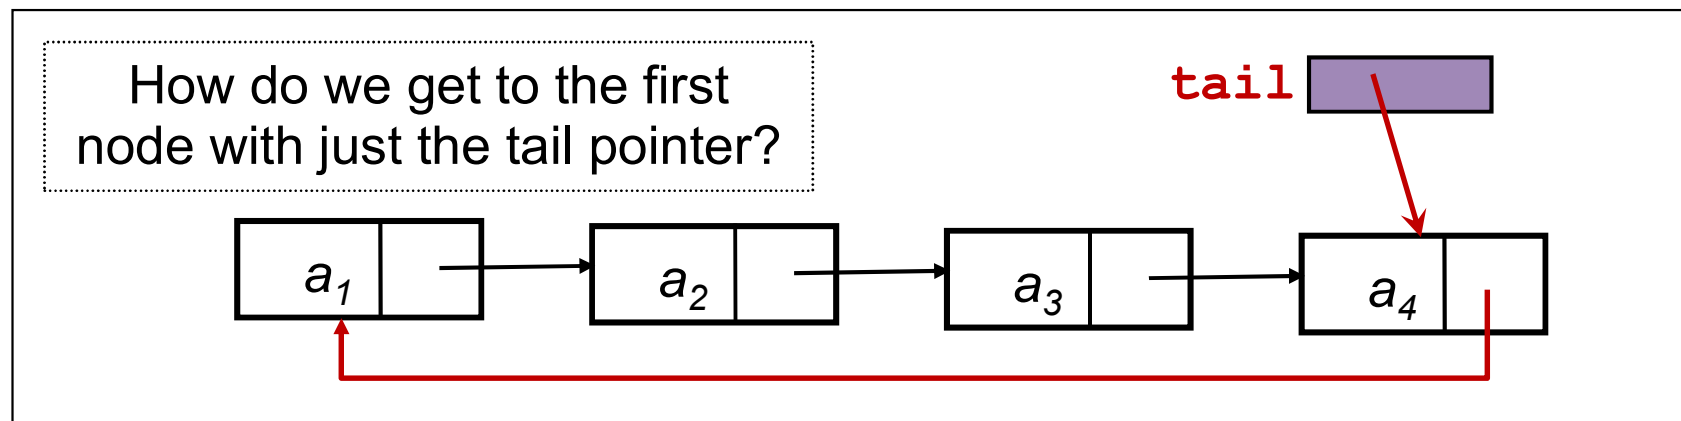 How do we get to the first
node with just the tail pointer?
tail
a1
a2
a3
a4